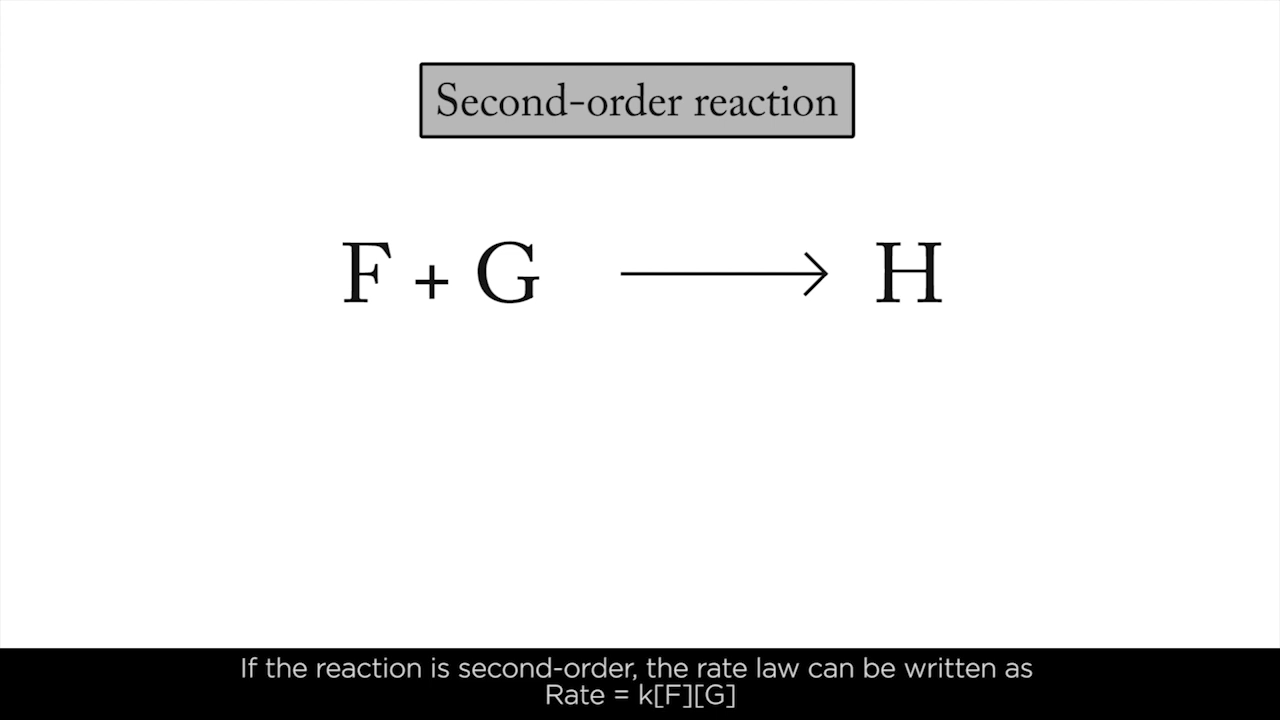 Second-order reaction
F + G ⟶ H
If the reaction is second-order, the rate law can be written as
Rate = k[F][G]